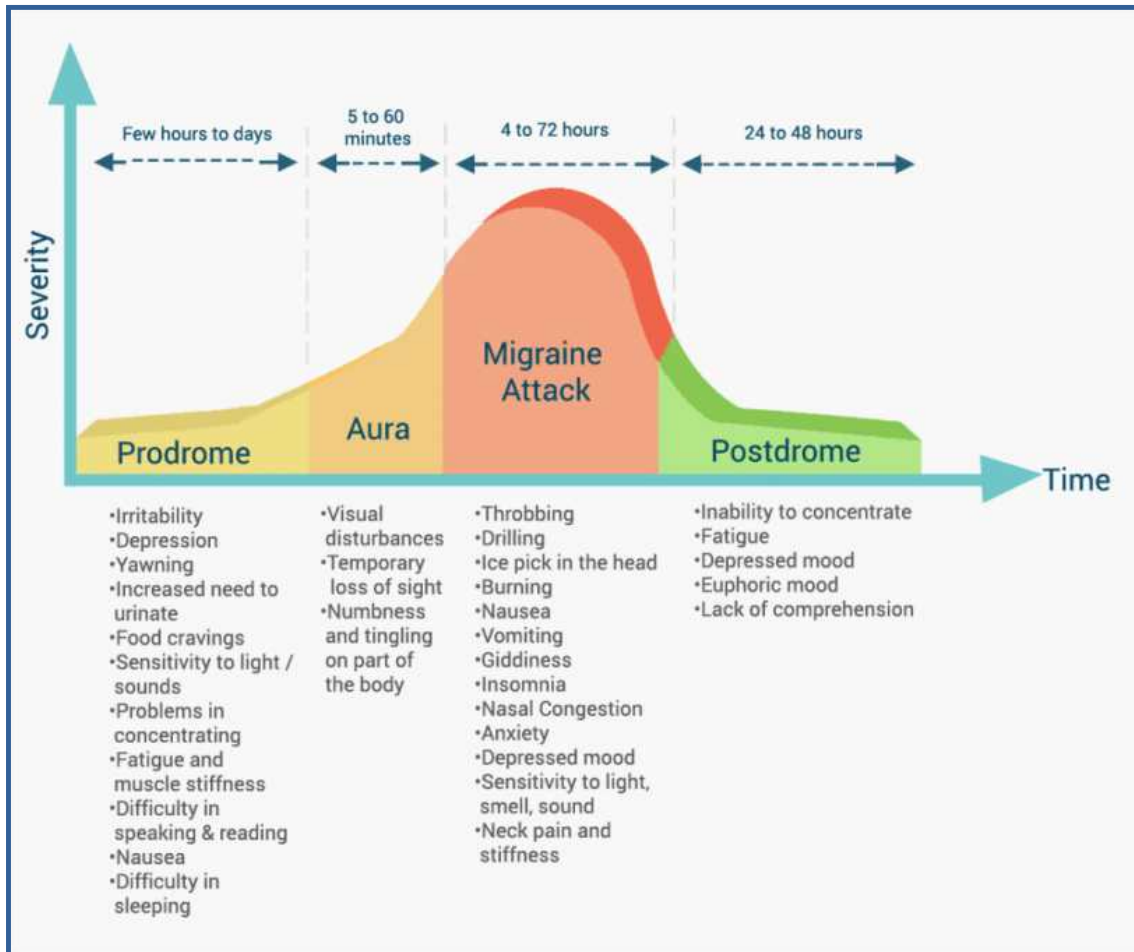 Few hours to days
5 to 60
minutes
4 to 72 hours
24 to 48 hours
Severity
Migraine
Attack
Prodrome
Aura
Postdrome
Time
•Irritability
•Depression
•Yawning
•Increased need to
urinate
•Food cravings
•Sensitivity to light /
sounds
•Problems in
concentrating
•Fatigue and
muscle stiffness
•Difficulty in
speaking & reading
•Nausea
•Difficulty in
sleeping
•Visual
disturbances
•Temporary
loss of sight
•Numbness
and tingling
on part of
the body
•Throbbing
•Drilling
•Ice pick in the head
•Burning
•Nausea
•Vomiting
•Giddiness
•Insomnia
•Nasal Congestion
•Anxiety
•Depressed mood
•Sensitivity to light,
smell, sound
•Neck pain and
stiffness
•Inability to concentrate
•Fatigue
•Depressed mood
•Euphoric mood
•Lack of comprehension